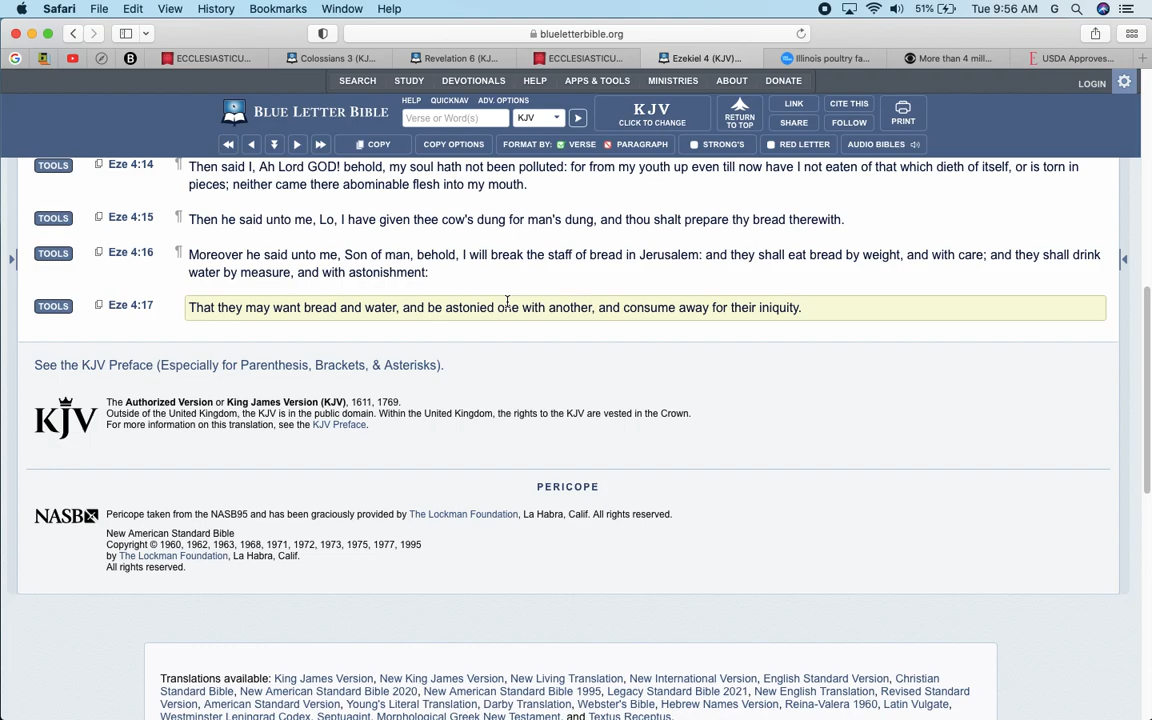 Safari File Edit View History Bookmarks Window Help 51% Tue 9:56 AM G
blueletterbible.org
ECCLESIASTICU... Colossians 3 (KJ... Revelation 6 (KJ... ECCLESIASTICU... Ezekiel 4 (KJV)... Illinois poultry fa... More than 4 mill... USDA Approves...
SEARCH STUDY DEVOTIONALS HELP APPS & TOOLS MINISTRIES ABOUT DONATE LOGIN
BLUE LETTER BIBLE
HELP QUICKNAV ADV. OPTIONS
Verse or Word(s) KJV
KJV
CLICK TO CHANGE
RETURN
TO TOP
LINK CITE THIS
SHARE FOLLOW
PRINT
COPY COPY OPTIONS FORMAT BY: VERSE PARAGRAPH STRONG'S RED LETTER AUDIO BIBLES
TOOLS Eze 4:14 ¶ Then said I, Ah Lord GOD! behold, my soul hath not been polluted: for from my youth up even till now have I not eaten of that which dieth of itself, or is torn in
pieces; neither came there abominable flesh into my mouth.
TOOLS Eze 4:15 ¶ Then he said unto me, Lo, I have given thee cow's dung for man's dung, and thou shalt prepare thy bread therewith.
TOOLS Eze 4:16 ¶ Moreover he said unto me, Son of man, behold, I will break the staff of bread in Jerusalem: and they shall eat bread by weight, and with care; and they shall drink
water by measure, and with astonishment:
TOOLS Eze 4:17 That they may want bread and water, and be astonied one with another, and consume away for their iniquity.
See the KJV Preface (Especially for Parenthesis, Brackets, & Asterisks).
KJV
The Authorized Version or King James Version (KJV), 1611, 1769.
Outside of the United Kingdom, the KJV is in the public domain. Within the United Kingdom, the rights to the KJV are vested in the Crown.
For more information on this translation, see the KJV Preface.
PERICOPE
NASB
Pericope taken from the NASB95 and has been graciously provided by The Lockman Foundation, La Habra, Calif. All rights reserved.
New American Standard Bible
Copyright © 1960, 1962, 1963, 1968, 1971, 1972, 1973, 1975, 1977, 1995
by The Lockman Foundation, La Habra, Calif.
All rights reserved.
Translations available: King James Version, New King James Version, New Living Translation, New International Version, English Standard Version, Christian
Standard Bible, New American Standard Bible 2020, New American Standard Bible 1995, Legacy Standard Bible 2021, New English Translation, Revised Standard
Version, American Standard Version, Young's Literal Translation, Darby Translation, Webster's Bible, Hebrew Names Version, Reina-Valera 1960, Latin Vulgate,
Westminster Leningrad Codex, Septuagint, Morphological Greek New Testament, and Textus Receptus.